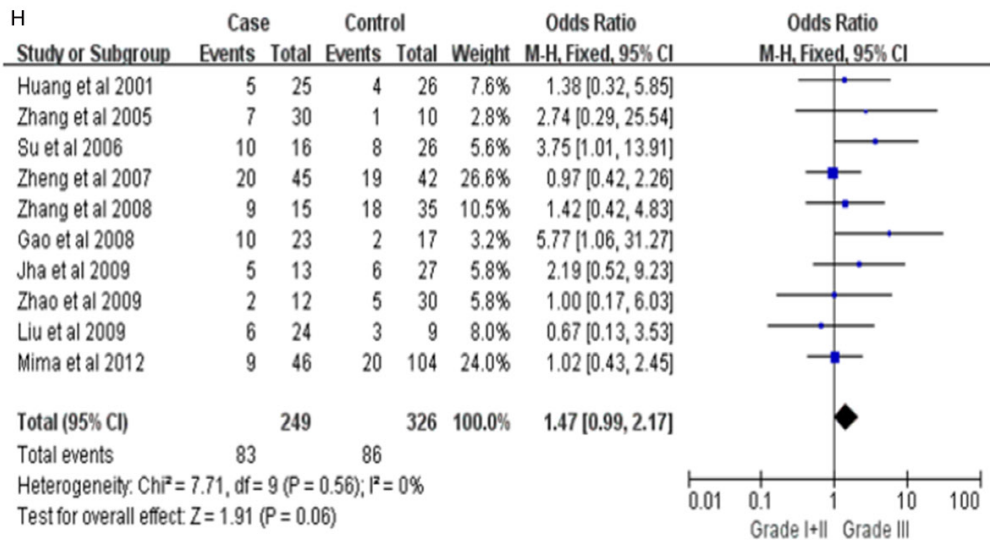 H
Case Control Odds Ratio Odds Ratio
Study or Subgroup Events Total Events Total Weight M-H, Fixed, 95% CI M-H, Fixed, 95% CI
Huang et al 2001 5 25 4 26 7.6% 1.38 [0.32, 5.85]
Zhang et al 2005 7 30 1 10 2.8% 2.74 [0.29, 25.54]
Su et al 2006 10 16 8 26 5.6% 3.75 [1.01, 13.91]
Zheng et al 2007 20 45 19 42 26.6% 0.97 [0.42, 2.26]
Zhang et al 2008 9 15 18 35 10.5% 1.42 [0.42, 4.83]
Gao et al 2008 10 23 2 17 3.2% 5.77 [1.06, 31.27]
Jha et al 2009 5 13 6 27 5.8% 2.19 [0.52, 9.23]
Zhao et al 2009 2 12 5 30 5.8% 1.00 [0.17, 6.03]
Liu et al 2009 6 24 3 9 8.0% 0.67 [0.13, 3.53]
Mima et al 2012 9 46 20 104 24.0% 1.02 [0.43, 2.45]
Total (95% CI) 249 326 100.0% 1.47 [0.99, 2.17]
Total events 83 86
Heterogeneity: Chi² = 7.71, df = 9 (P = 0.56); I² = 0%
Test for overall effect: Z = 1.91 (P = 0.06)
0.01 0.1 1 10 100
Grade I+II Grade III